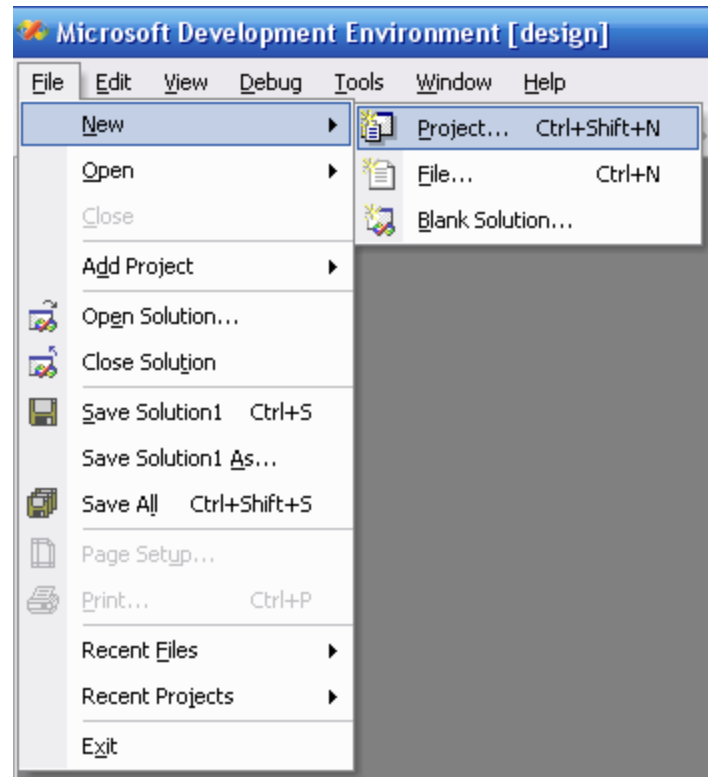 Microsoft Development Environment [design]
File Edit View Debug Tools Window Help
New
Project... Ctrl+Shift+N
Open
File... Ctrl+N
Close
Blank Solution...
Add Project
Open Solution...
Close Solution
Save Solution1 Ctrl+S
Save Solution1 As...
Save All Ctrl+Shift+S
Page Setup...
Print... Ctrl+P
Recent Files
Recent Projects
Exit